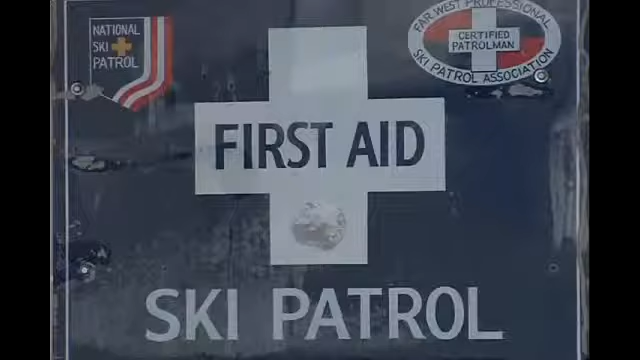 NATIONAL
SKI
PATROL
FAR WEST PROFESSIONAL
CERTIFIED
PATROLMAN
SKI PATROL ASSOCIATION
FIRST AID
SKI PATROL